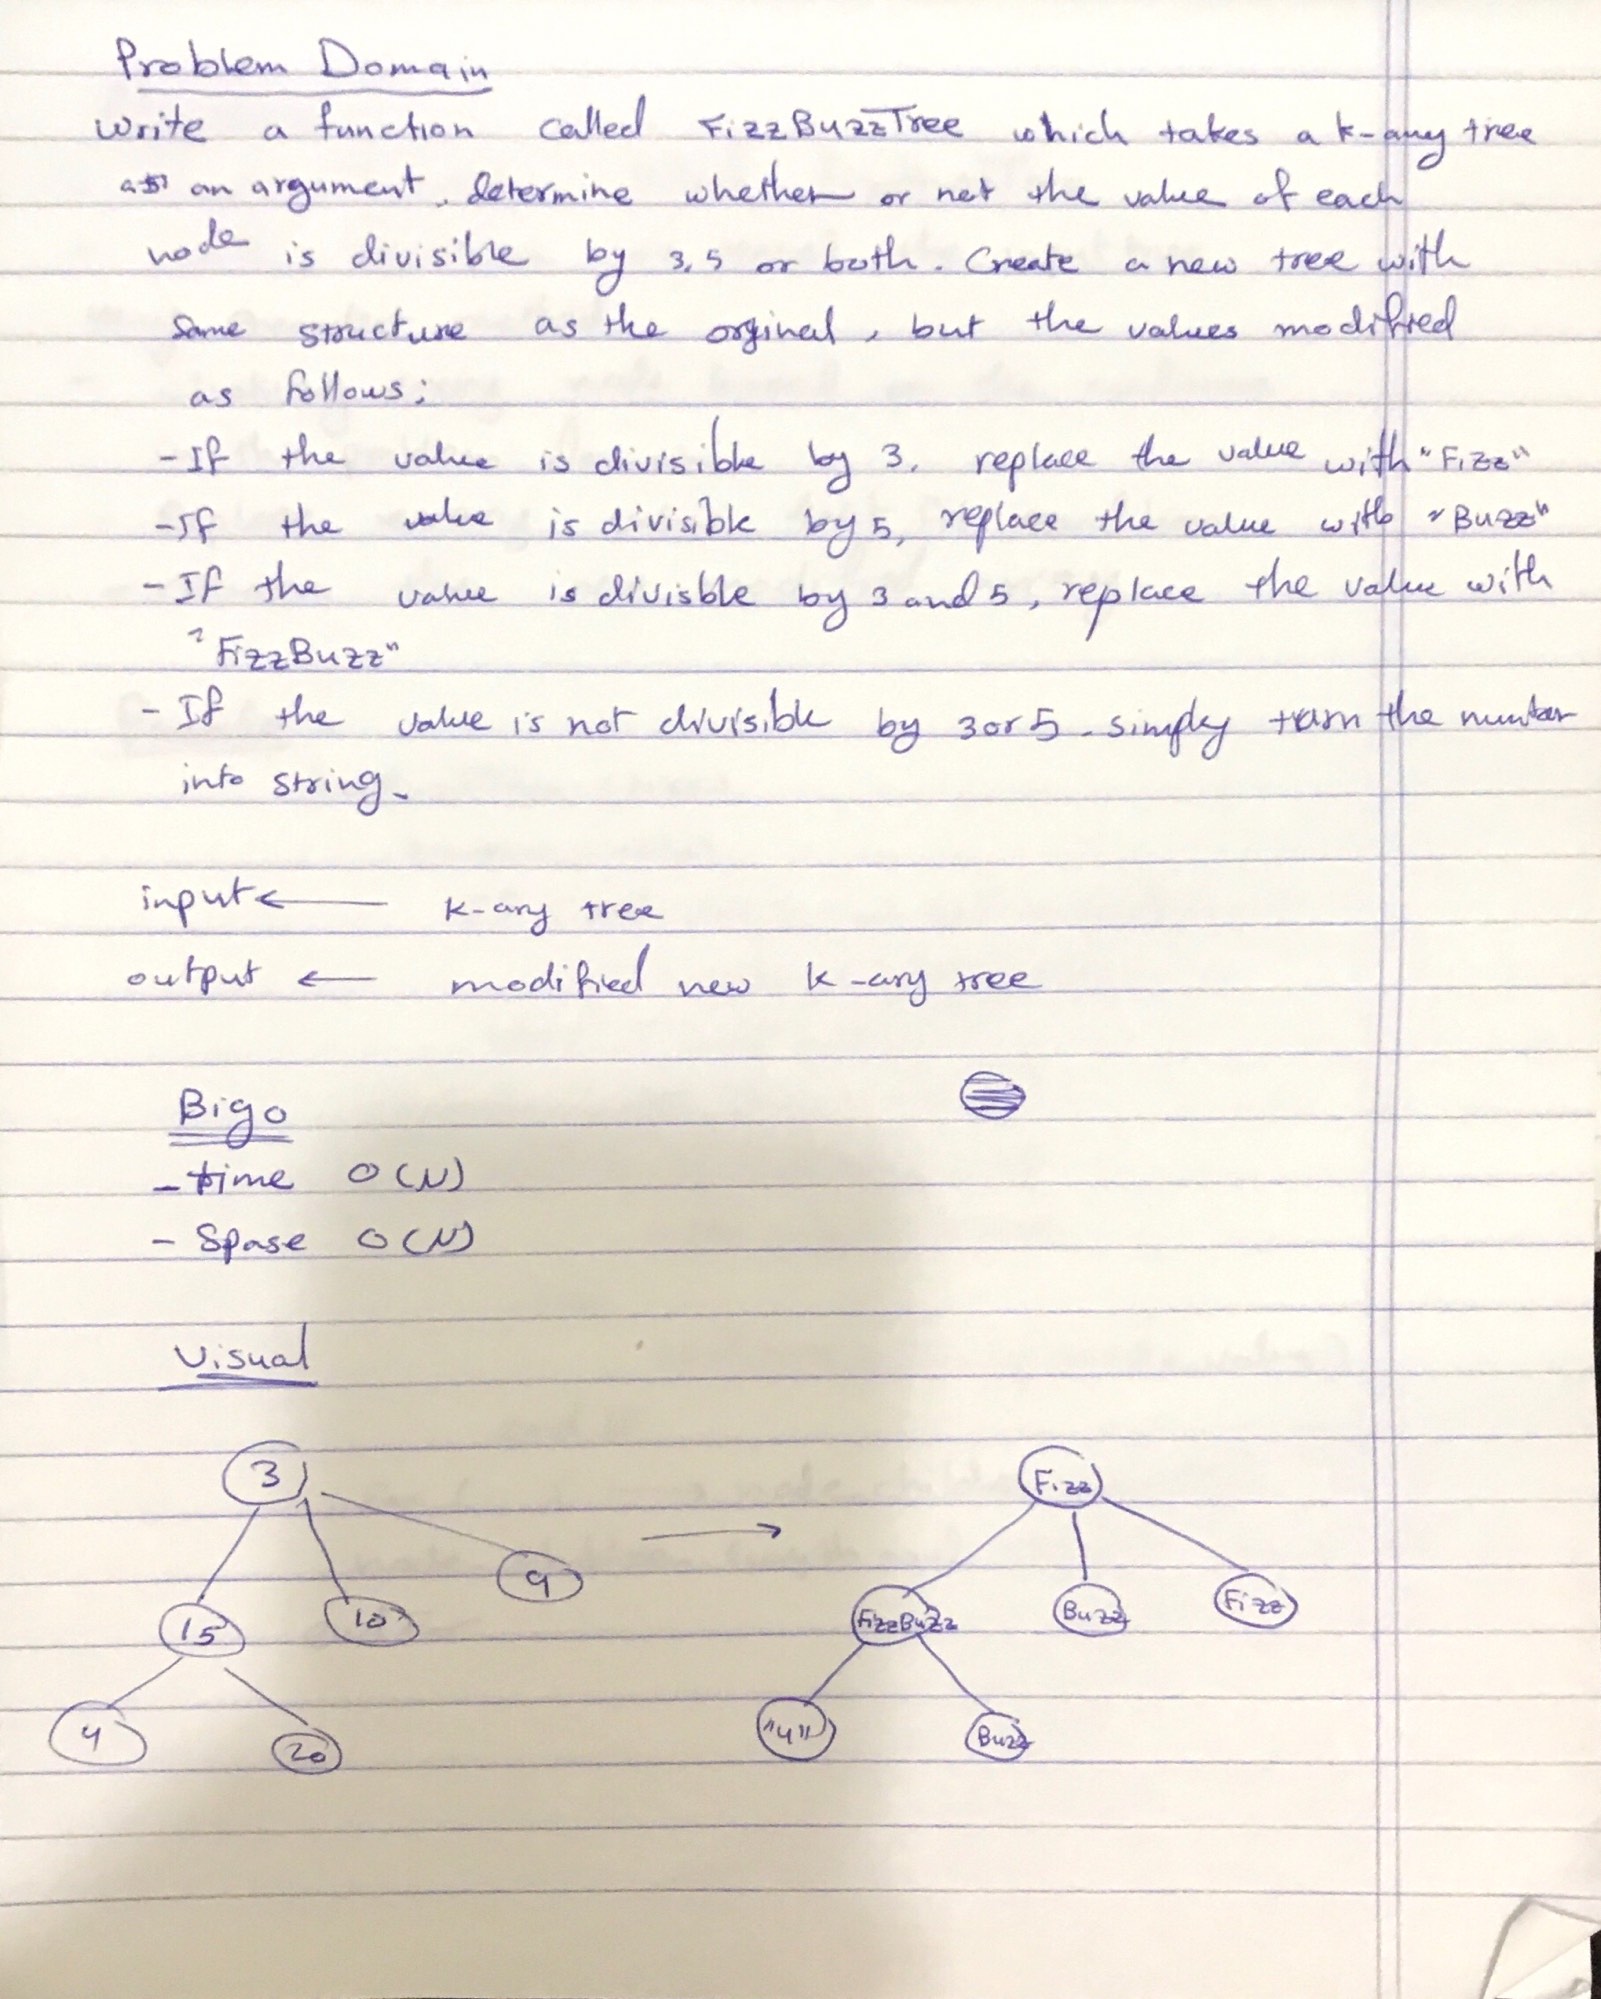 Problem Domain
Write a function called FizzBuzzTree which takes a k-ary tree
as an argument. determine whether or not the value of each
node is divisible by 3, 5 or both. Create a new tree with
Same structure as the orginal, but the values modified
as follows:
- If the value is divisible by 3, replace the value with "Fizz"
- If the value is divisible by 5, replace the value with "Buzz"
- If the value is divisble by 3 and 5, replace the value with
"FizzBuzz"
- If the value is not divisible by 3 or 5. simply turn the number
into string.
input ← k-ary tree
output ← modified new k-ary tree
Bigo
- time O(N)
- Spase O(N)
Visual
3
9
15 10
4 20
→
Fizz
FizzBuzz Buzz Fizz
"4" Buzz